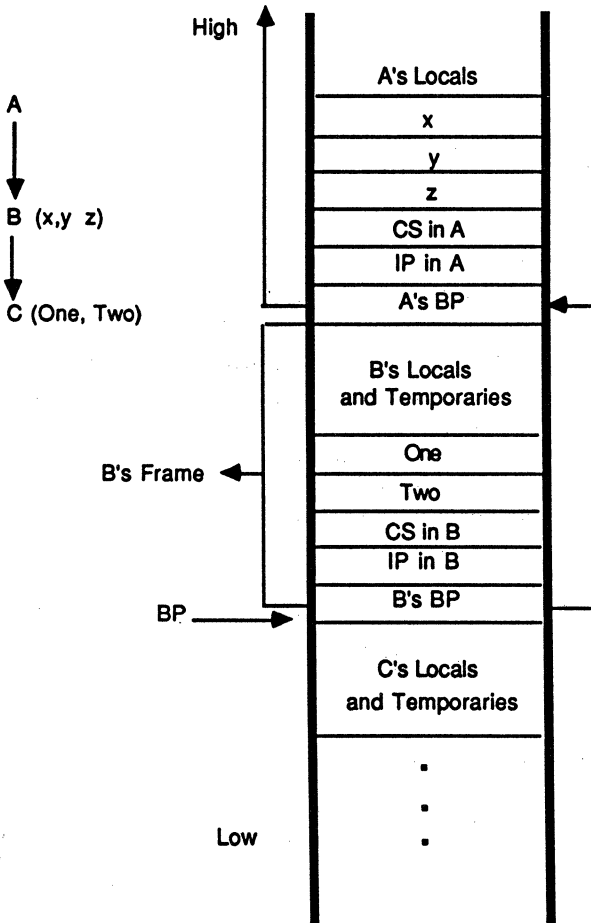 High
A's Locals
A
x
y
z
B (x,y z)
CS in A
IP in A
C (One, Two)
A's BP
B's Locals
and Temporaries
One
B's Frame
Two
CS in B
IP in B
B's BP
BP
C's Locals
and Temporaries
Low